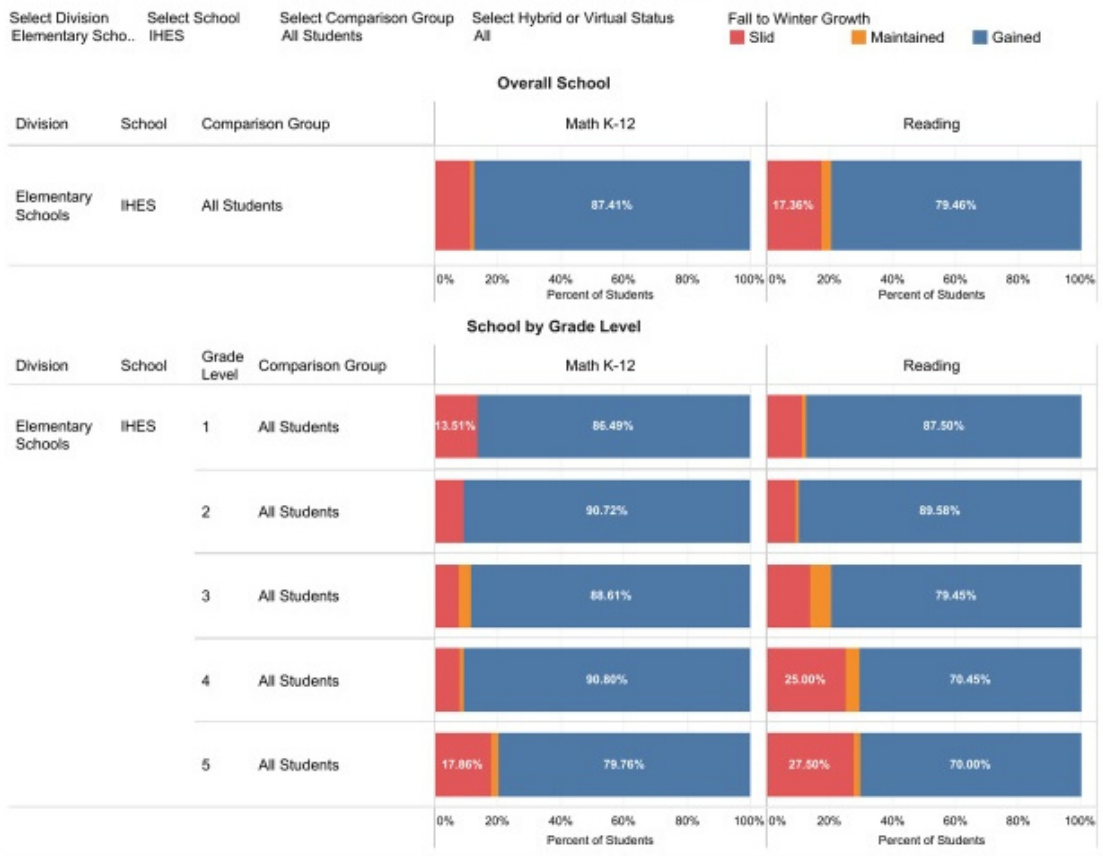 Select Division Select School Select Comparison Group Select Hybrid or Virtual Status Fall to Winter Growth
Elementary Scho.. IHES All Students All Slid Maintained Gained
Overall School
Division School Comparison Group Math K-12 Reading
Elementary Schools IHES All Students 87.41% 17.36% 79.46%
0% 20% 40% 60% 80% 100% 0% 20% 40% 60% 80% 100%
Percent of Students Percent of Students
School by Grade Level
Division School Grade Level Comparison Group Math K-12 Reading
Elementary Schools IHES 1 All Students 13.51% 86.49% 87.50%
2 All Students 90.72% 89.58%
3 All Students 88.61% 79.45%
4 All Students 90.80% 25.00% 70.45%
5 All Students 17.86% 79.76% 27.50% 70.00%
0% 20% 40% 60% 80% 100% 0% 20% 40% 60% 80% 100%
Percent of Students Percent of Students